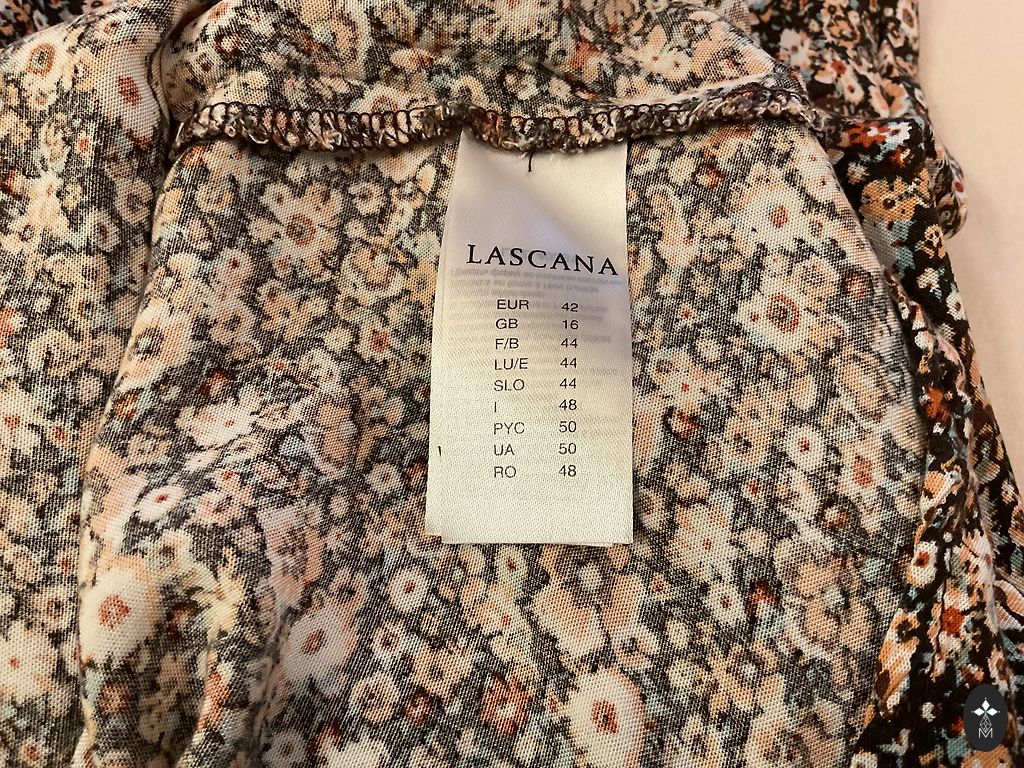 LASCANA
EUR 42
GB 16
F/B 44
LU/E 44
SLO 44
I 48
PYC 50
UA 50
RO 48
M